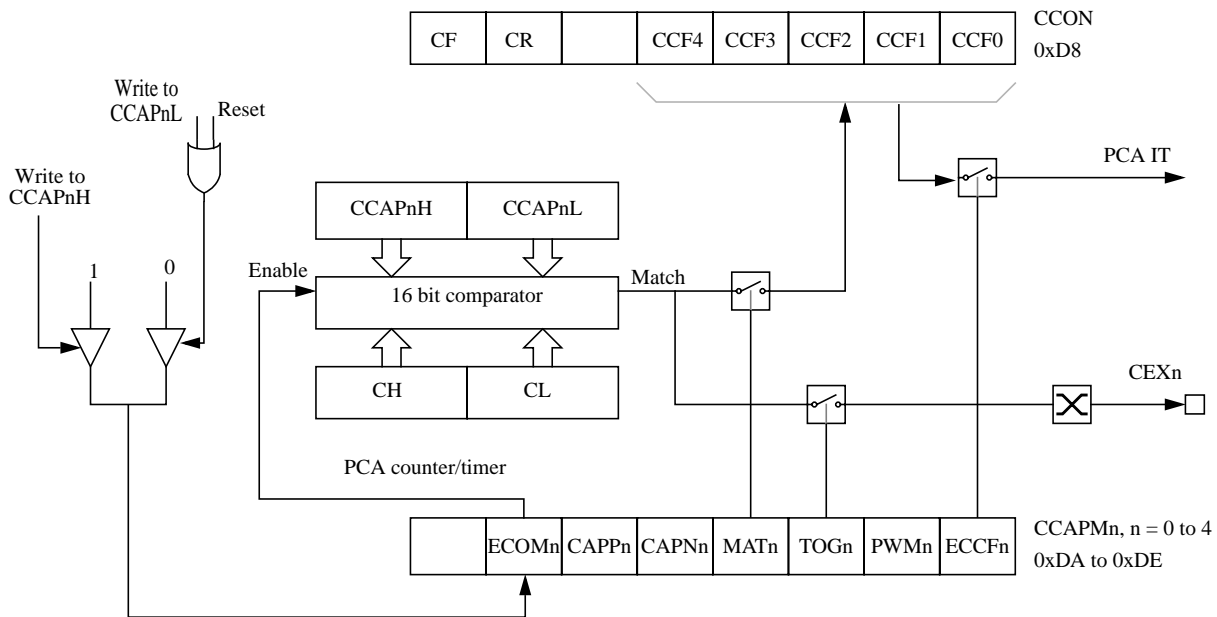 CF CR CCF4 CCF3 CCF2 CCF1 CCF0
CCON
0xD8
Write to
CCAPnL
Reset
Write to
CCAPnH
PCA IT
CCAPnH CCAPnL
1 0
Enable
16 bit comparator
Match
CH CL
CEXn
PCA counter/timer
ECOMn CAPPn CAPNn MATn TOGn PWMn ECCFn
CCAPMn, n = 0 to 4
0xDA to 0xDE